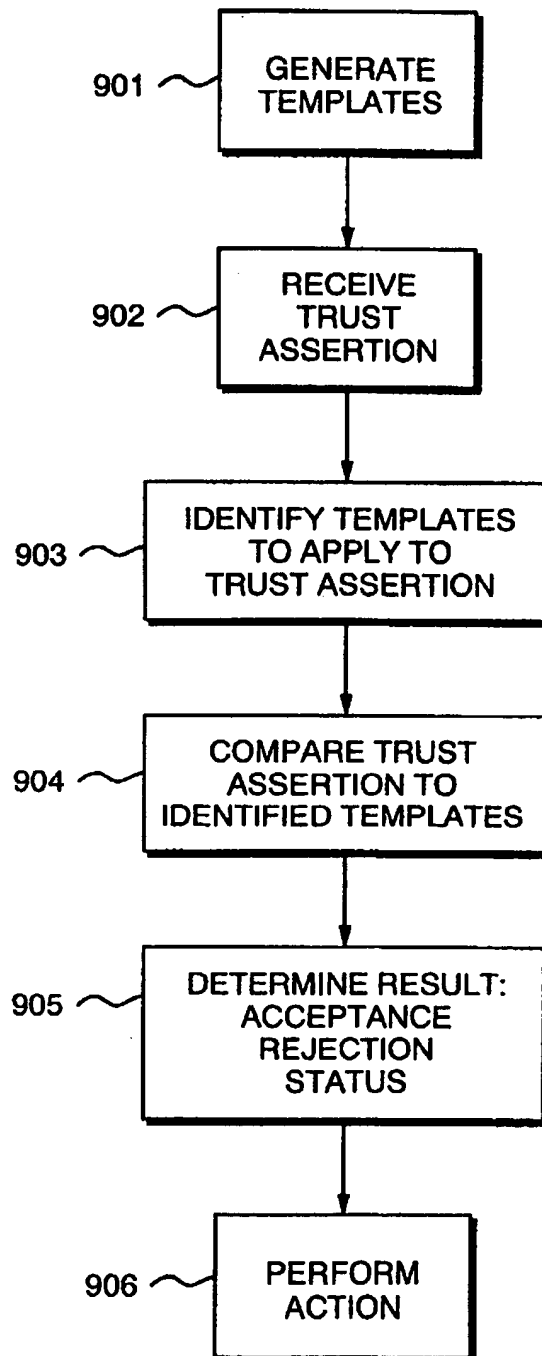 901
GENERATE
TEMPLATES
902
RECEIVE
TRUST
ASSERTION
903
IDENTIFY TEMPLATES
TO APPLY TO
TRUST ASSERTION
904
COMPARE TRUST
ASSERTION TO
IDENTIFIED TEMPLATES
905
DETERMINE RESULT:
ACCEPTANCE
REJECTION
STATUS
906
PERFORM
ACTION